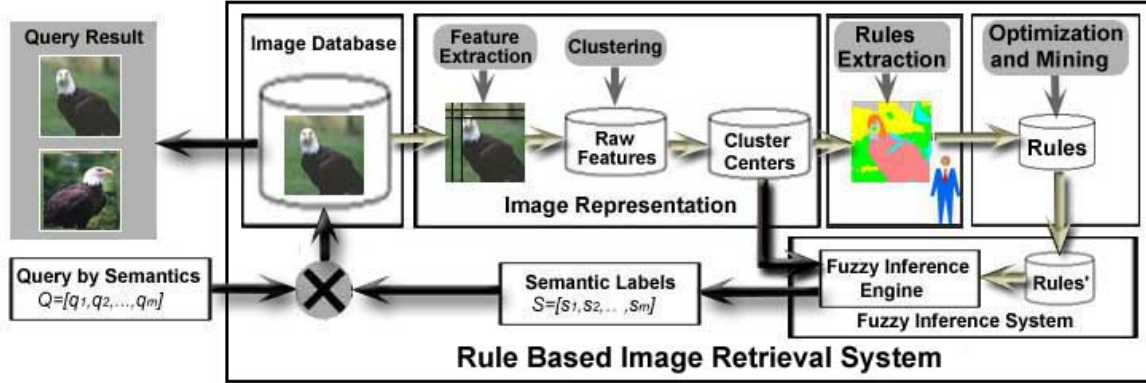 Query Result
Image Database
Feature
Extraction
Clustering
Rules
Extraction
Optimization
and Mining
Raw
Features
Cluster
Centers
Rules
Image Representation
Query by Semantics
Q=[q1,q2,...,qm]
Semantic Labels
S=[s1,s2,.. ,sm]
Fuzzy Inference
Engine
Rules'
Fuzzy Inference System
Rule Based Image Retrieval System